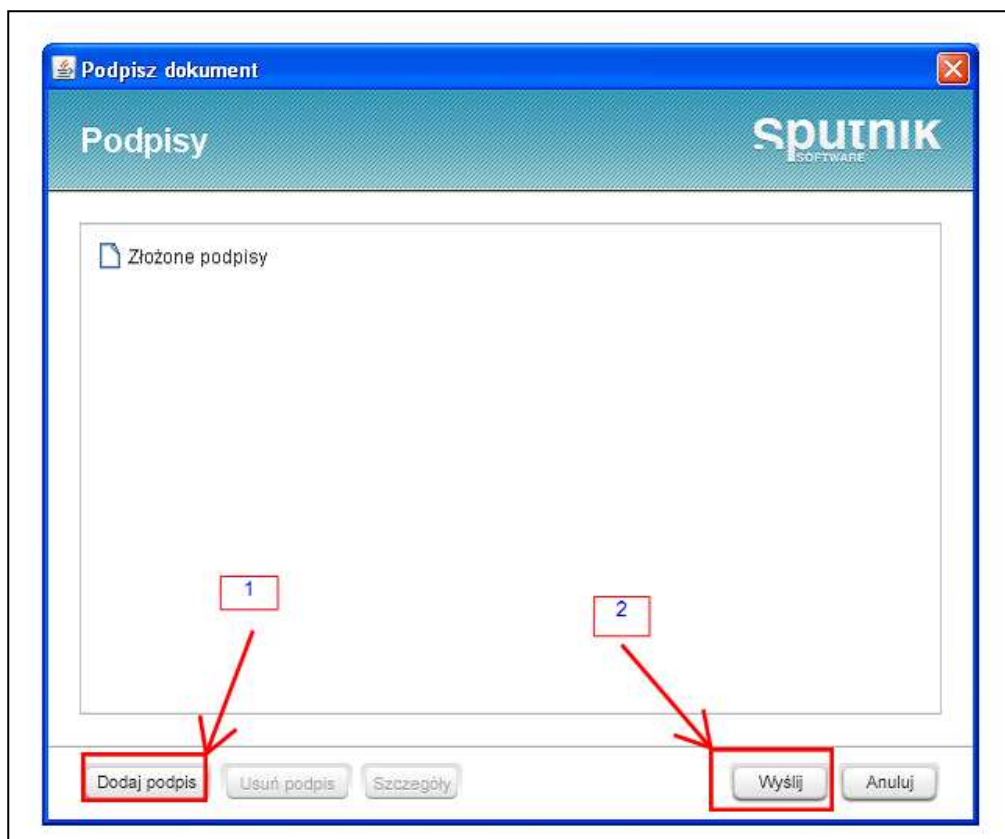 Podpisz dokument
Podpisy
Sputnik
SOFTWARE
Złożone podpisy
1
2
Dodaj podpis Usuń podpis Szczegóły Wyślij Anuluj